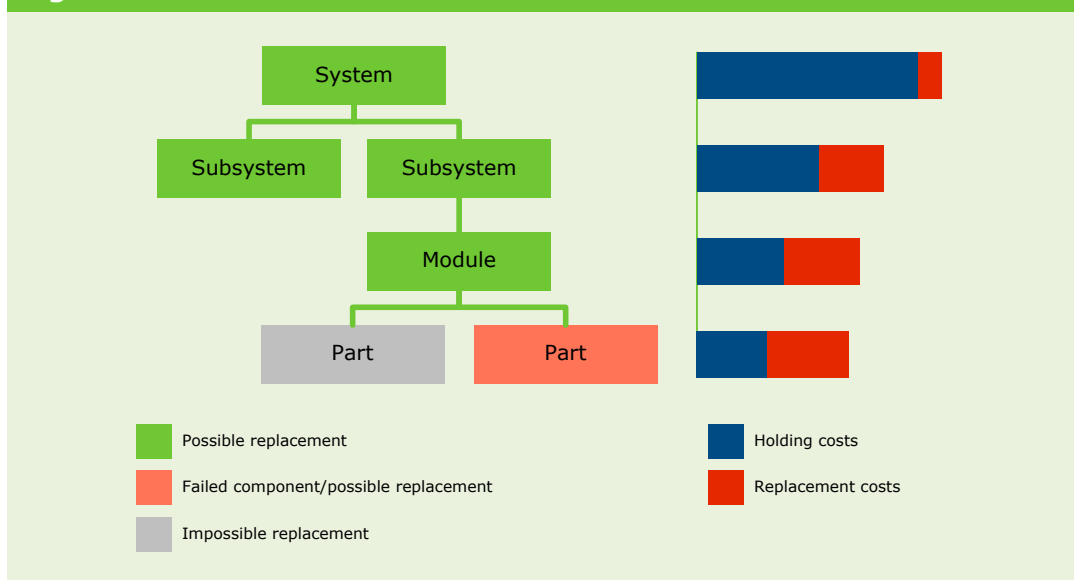 System
Subsystem
Subsystem
Module
Part
Part
Possible replacement
Holding costs
Failed component/possible replacement
Replacement costs
Impossible replacement